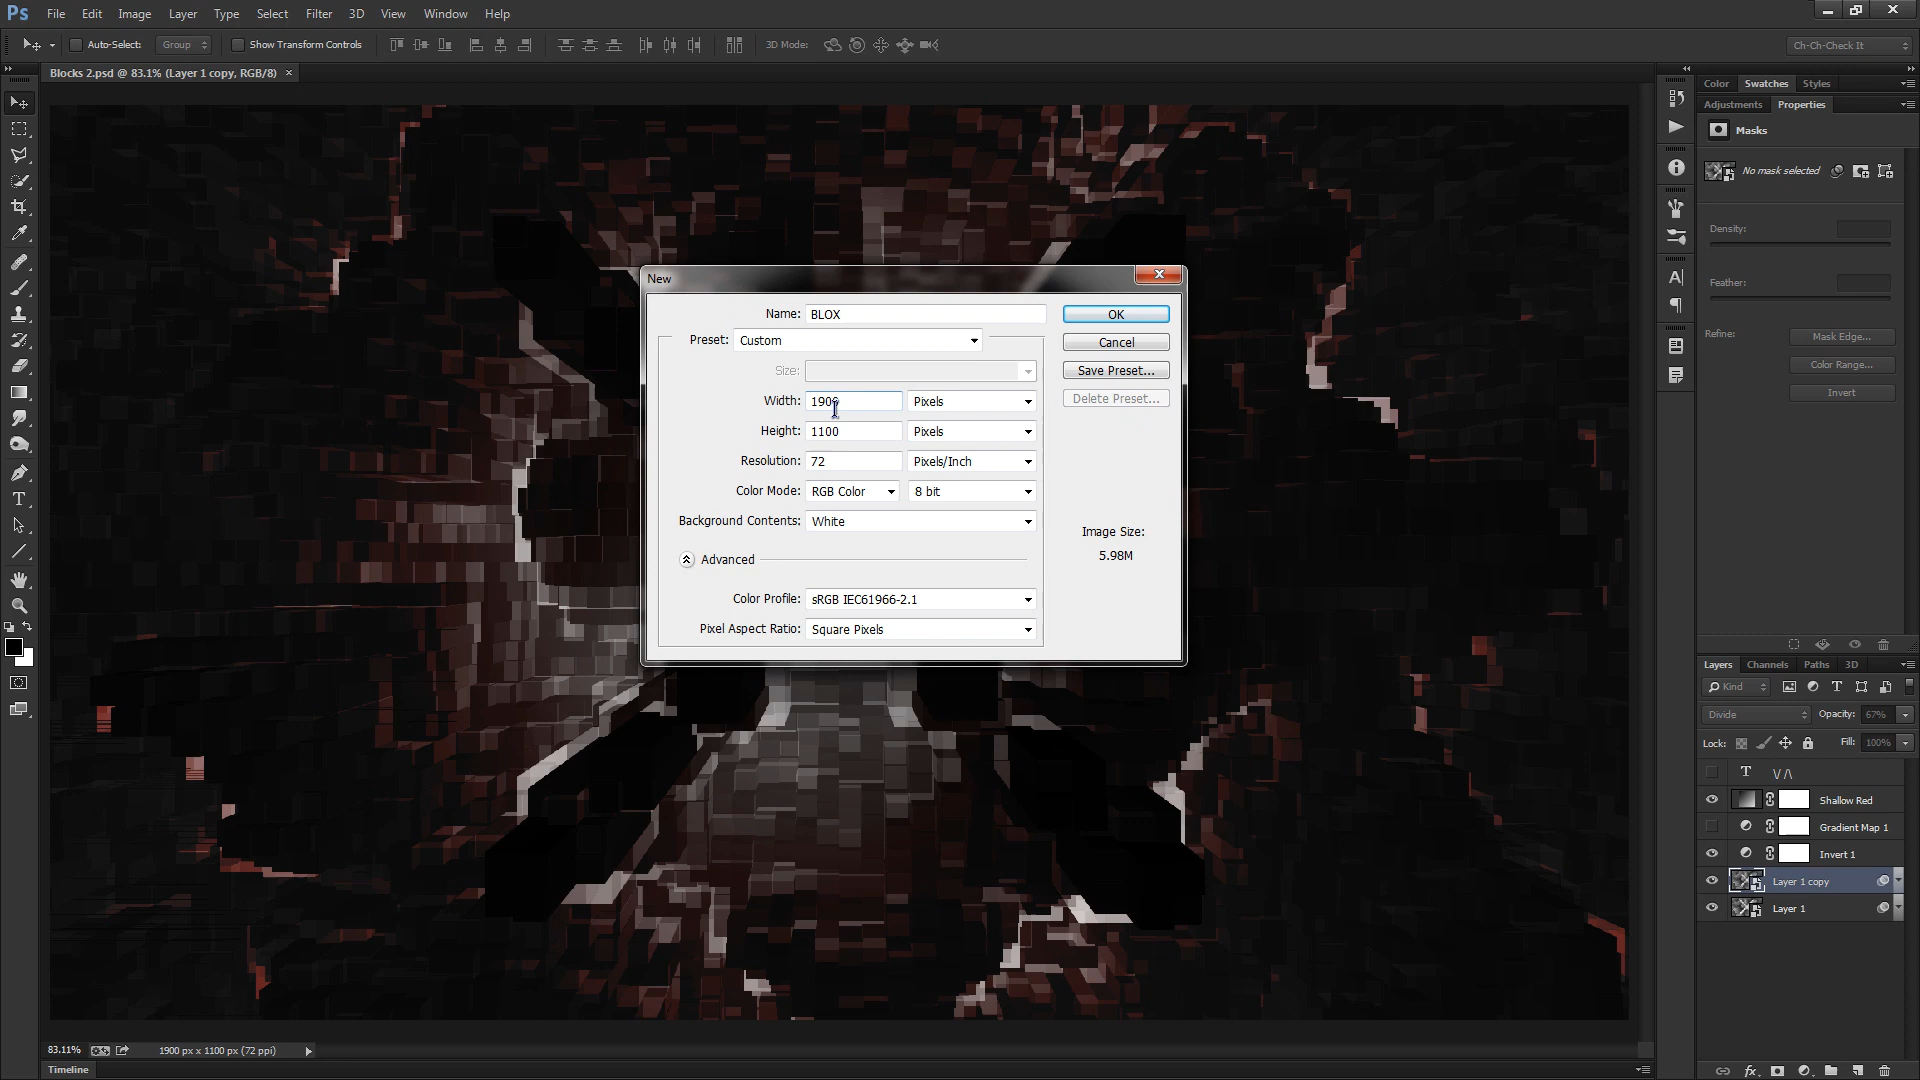 Ps File Edit Image Layer Type Select Filter 3D View Window Help
Auto-Select: Group Show Transform Controls 3D Mode: Ch-Ch-Check It
Blocks 2.psd @ 83.1% (Layer 1 copy, RGB/8) ×
Color Swatches Styles
Adjustments Properties
Masks
No mask selected
Density:
Feather:
Refine: Mask Edge...
Color Range...
Invert
New
Name: BLOX OK
Preset: Custom Cancel
Size: Save Preset...
Width: 1900 Pixels Delete Preset...
Height: 1100 Pixels
Resolution: 72 Pixels/Inch
Color Mode: RGB Color 8 bit
Background Contents: White
Image Size:
5.98M
Advanced
Color Profile: sRGB IEC61966-2.1
Pixel Aspect Ratio: Square Pixels
Layers Channels Paths 3D
Kind
Divide Opacity: 67%
Lock: Fill: 100%
T \/ /\
Shallow Red
Gradient Map 1
Invert 1
Layer 1 copy
Layer 1
83.11% 1900 px x 1100 px (72 ppi)
Timeline
fx